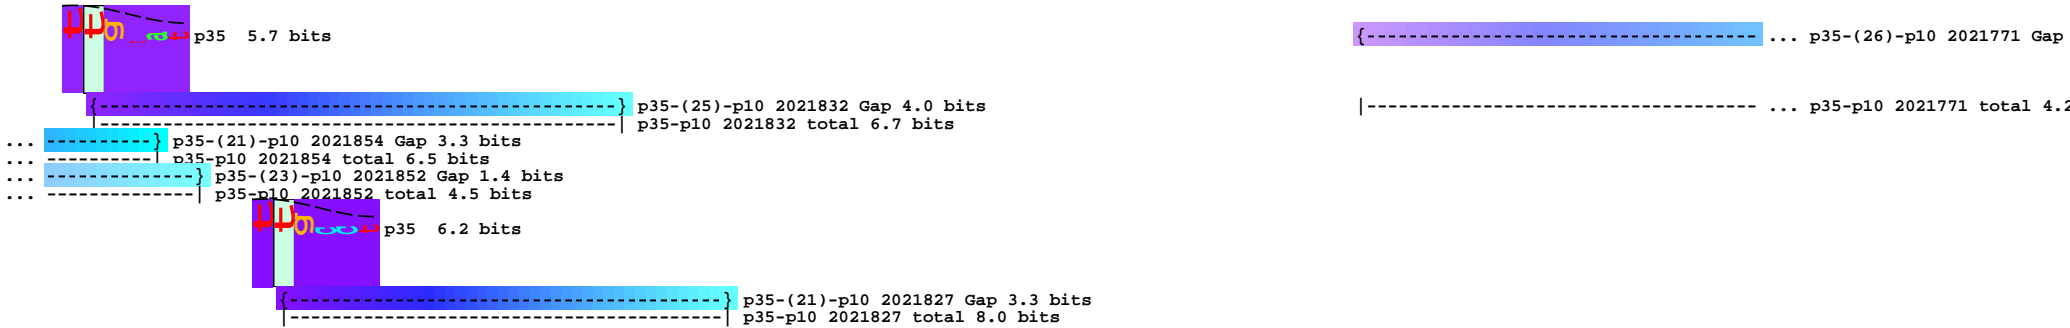 ttg_at p35 5.7 bits
{------------------------------------------------- ... p35-(26)-p10 2021771 Gap
{-----------------------------------------------------------------} p35-(25)-p10 2021832 Gap 4.0 bits
|------------------------------------------------- ... p35-p10 2021771 total 4.2
|-----------------------------------------------------------------| p35-p10 2021832 total 6.7 bits
... -------------} p35-(21)-p10 2021854 Gap 3.3 bits
... -------------| p35-p10 2021854 total 6.5 bits
... ------------------} p35-(23)-p10 2021852 Gap 1.4 bits
... ------------------| p35-p10 2021852 total 4.5 bits
ttgcct p35 6.2 bits
{------------------------------------------------------} p35-(21)-p10 2021827 Gap 3.3 bits
|------------------------------------------------------| p35-p10 2021827 total 8.0 bits